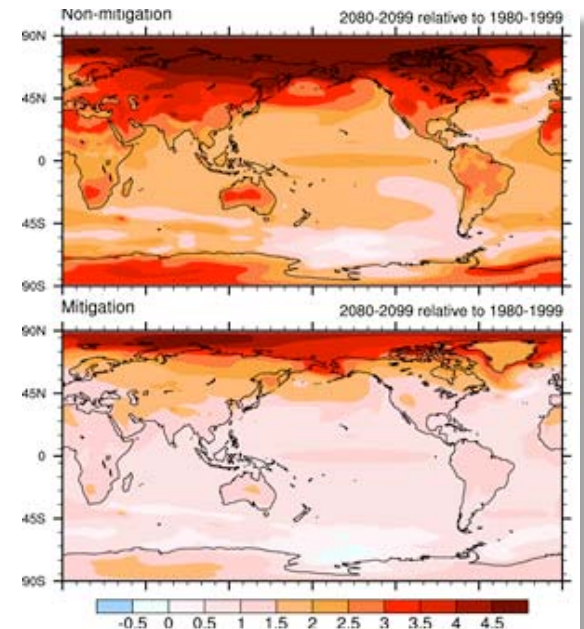 Non-mitigation 2080-2099 relative to 1980-1999
90N
45N
0
45S
90S
Mitigation 2080-2099 relative to 1980-1999
90N
45N
0
45S
90S
-0.5 0 0.5 1 1.5 2 2.5 3 3.5 4 4.5